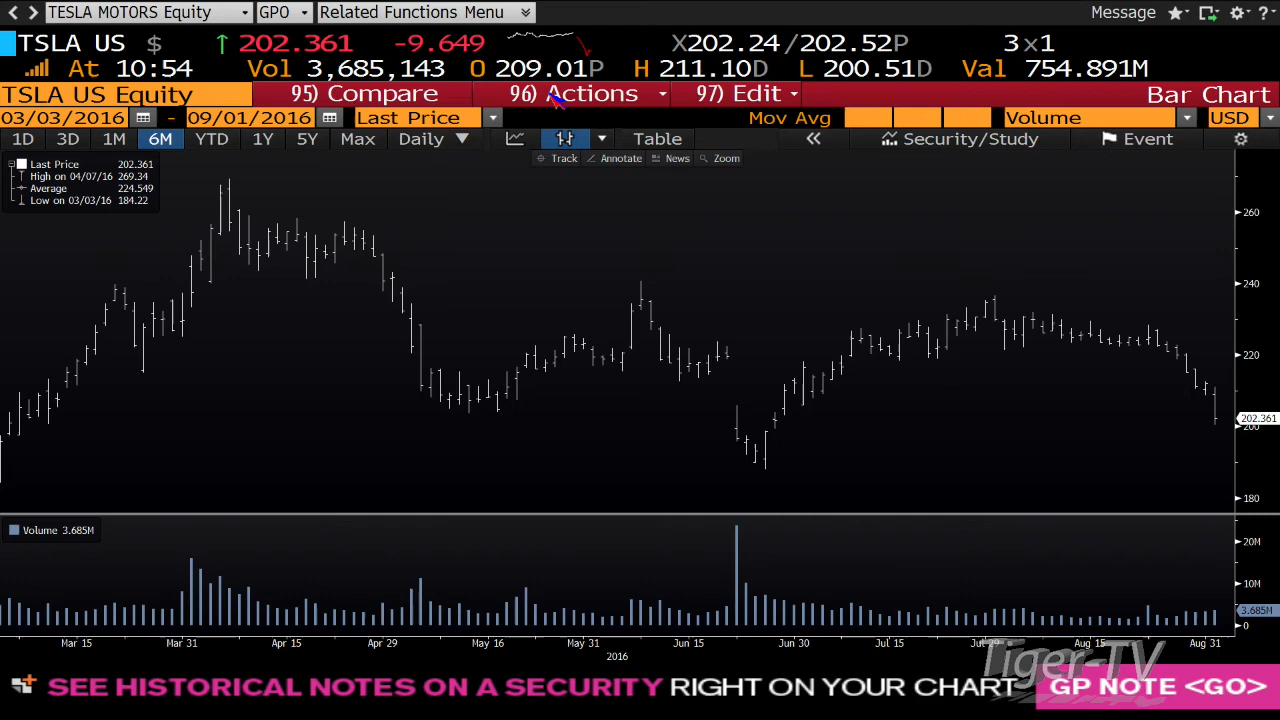 TESLA MOTORS Equity GPO Related Functions Menu Message ?
TSLA US $ 202.361 -9.649 X202.24/202.52P 3x1
At 10:54 Vol 3,685,143 O 209.01P H 211.10D L 200.51D Val 754.891M
TSLA US Equity 95) Compare 96) Actions 97) Edit Bar Chart
03/03/2016 - 09/01/2016 Last Price Mov Avg Volume USD
1D 3D 1M 6M YTD 1Y 5Y Max Daily Table Security/Study Event
Track Annotate News Zoom
Last Price 202.361
High on 04/07/16 269.34
Average 224.549
Low on 03/03/16 184.22
260
240
220
202.361
200
180
Volume 3.685M
20M
10M
3.685M
0
Mar 15 Mar 31 Apr 15 Apr 29 May 16 May 31 Jun 15 Jun 30 Jul 15 Jul 29 Aug 15 Aug 31
2016
Tiger-TV
SEE HISTORICAL NOTES ON A SECURITY RIGHT ON YOUR CHART GP NOTE <GO>